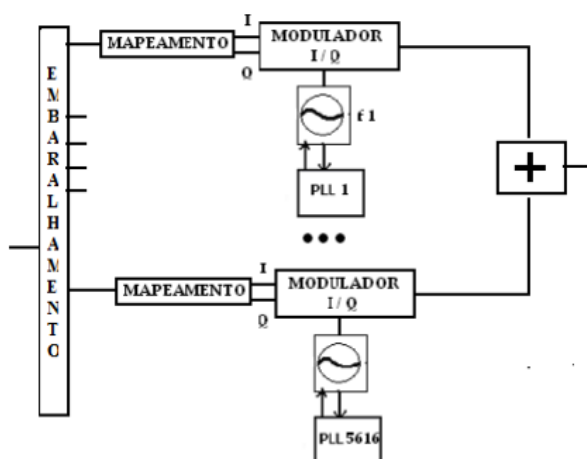 EMBARALHAMENTO
I
MAPEAMENTO
Q
MODULADOR
I / Q
f 1
PLL 1
+
I
MAPEAMENTO
Q
MODULADOR
I / Q
PLL 5616